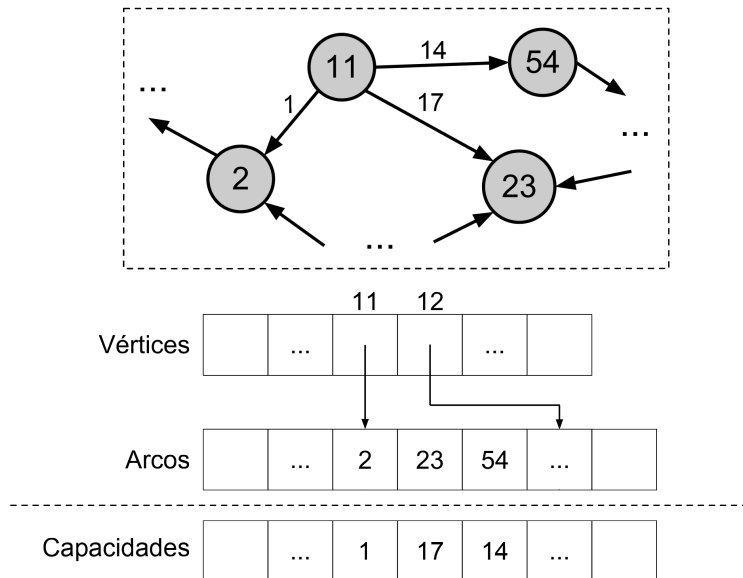 11 14 54
...
1 17
...
2 23
...
11 12
Vértices ... ...
Arcos ... 2 23 54 ...
Capacidades ... 1 17 14 ...